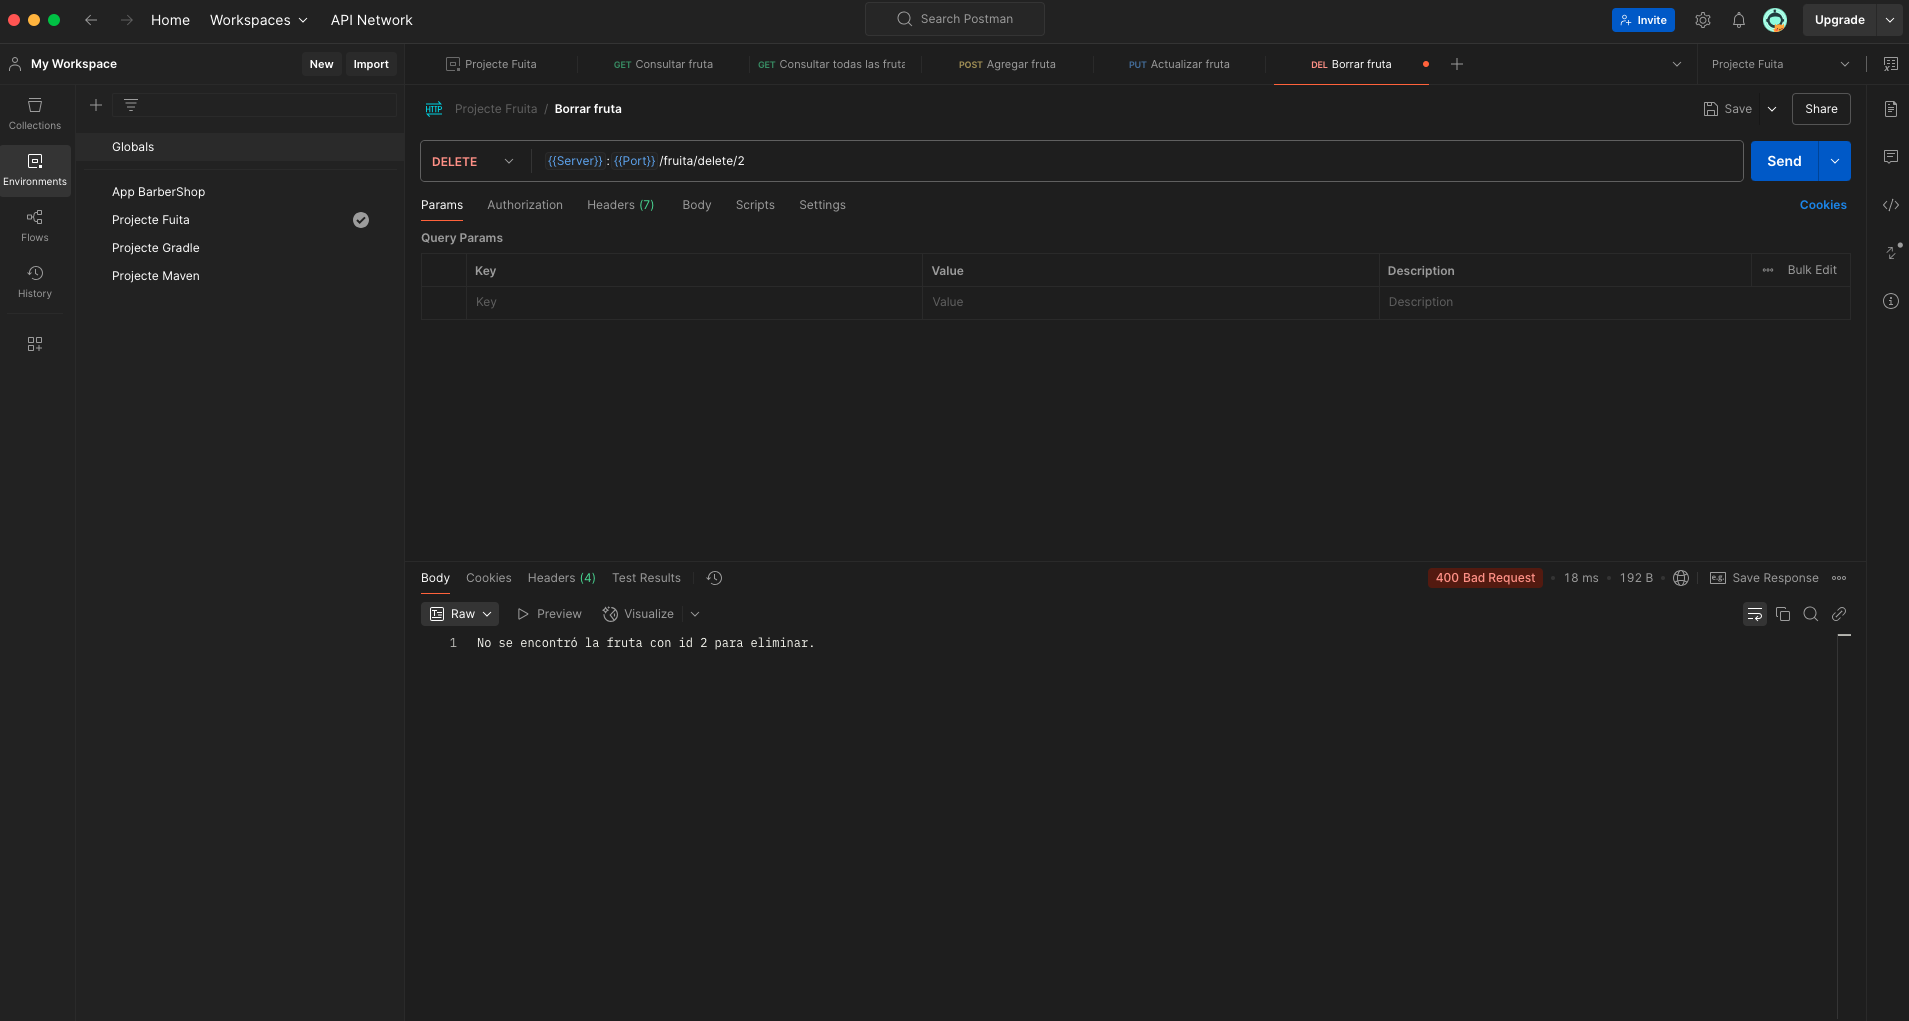 Home Workspaces API Network Search Postman Invite Upgrade
My Workspace New Import
Projecte Fuita GET Consultar fruta GET Consultar todas las fruta POST Agregar fruta PUT Actualizar fruta DEL Borrar fruta Projecte Fuita
Collections
Environments
Flows
History
Globals
App BarberShop
Projecte Fuita
Projecte Gradle
Projecte Maven
HTTP Projecte Fruita / Borrar fruta Save Share
DELETE {{Server}} : {{Port}} /fruita/delete/2 Send
Params Authorization Headers (7) Body Scripts Settings Cookies
Query Params
Key Value Description Bulk Edit
Key Value Description
Body Cookies Headers (4) Test Results 400 Bad Request 18 ms 192 B e.g. Save Response
Raw Preview Visualize
1 No se encontró la fruta con id 2 para eliminar.